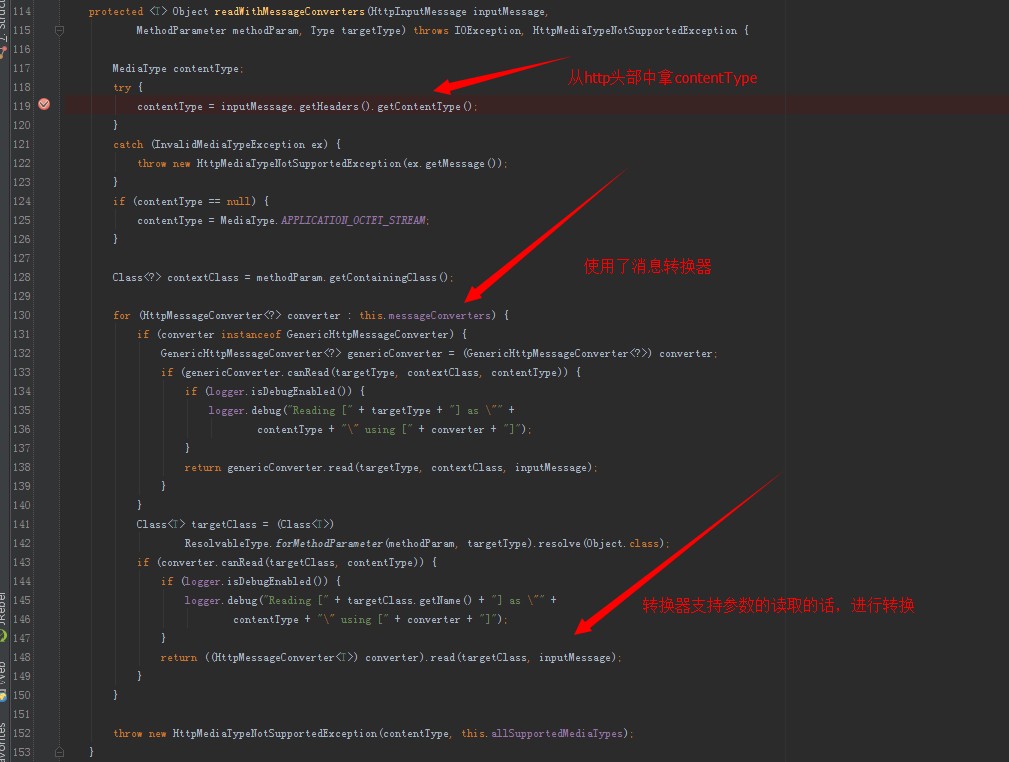 114 protected <T> Object readWithMessageConverters(HttpInputMessage inputMessage,
115 MethodParameter methodParam, Type targetType) throws IOException, HttpMediaTypeNotSupportedException {
116
117 MediaType contentType;
118 try {
从http头部中拿contentType
119 contentType = inputMessage.getHeaders().getContentType();
120 }
121 catch (InvalidMediaTypeException ex) {
122 throw new HttpMediaTypeNotSupportedException(ex.getMessage());
123 }
124 if (contentType == null) {
125 contentType = MediaType.APPLICATION_OCTET_STREAM;
126 }
127
使用了消息转换器
128 Class<?> contextClass = methodParam.getContainingClass();
129
130 for (HttpMessageConverter<?> converter : this.messageConverters) {
131 if (converter instanceof GenericHttpMessageConverter) {
132 GenericHttpMessageConverter<?> genericConverter = (GenericHttpMessageConverter<?>) converter;
133 if (genericConverter.canRead(targetType, contextClass, contentType)) {
134 if (logger.isDebugEnabled()) {
135 logger.debug("Reading [" + targetType + "] as \"" +
136 contentType + "\" using [" + converter + "]");
137 }
138 return genericConverter.read(targetType, contextClass, inputMessage);
139 }
140 }
141 Class<T> targetClass = (Class<T>)
142 ResolvableType.forMethodParameter(methodParam, targetType).resolve(Object.class);
143 if (converter.canRead(targetClass, contentType)) {
144 if (logger.isDebugEnabled()) {
145 logger.debug("Reading [" + targetClass.getName() + "] as \"" +
转换器支持参数的读取的话，进行转换
146 contentType + "\" using [" + converter + "]");
147 }
148 return ((HttpMessageConverter<T>) converter).read(targetClass, inputMessage);
149 }
150 }
151
152 throw new HttpMediaTypeNotSupportedException(contentType, this.allSupportedMediaTypes);
153 }
JRebel
Web